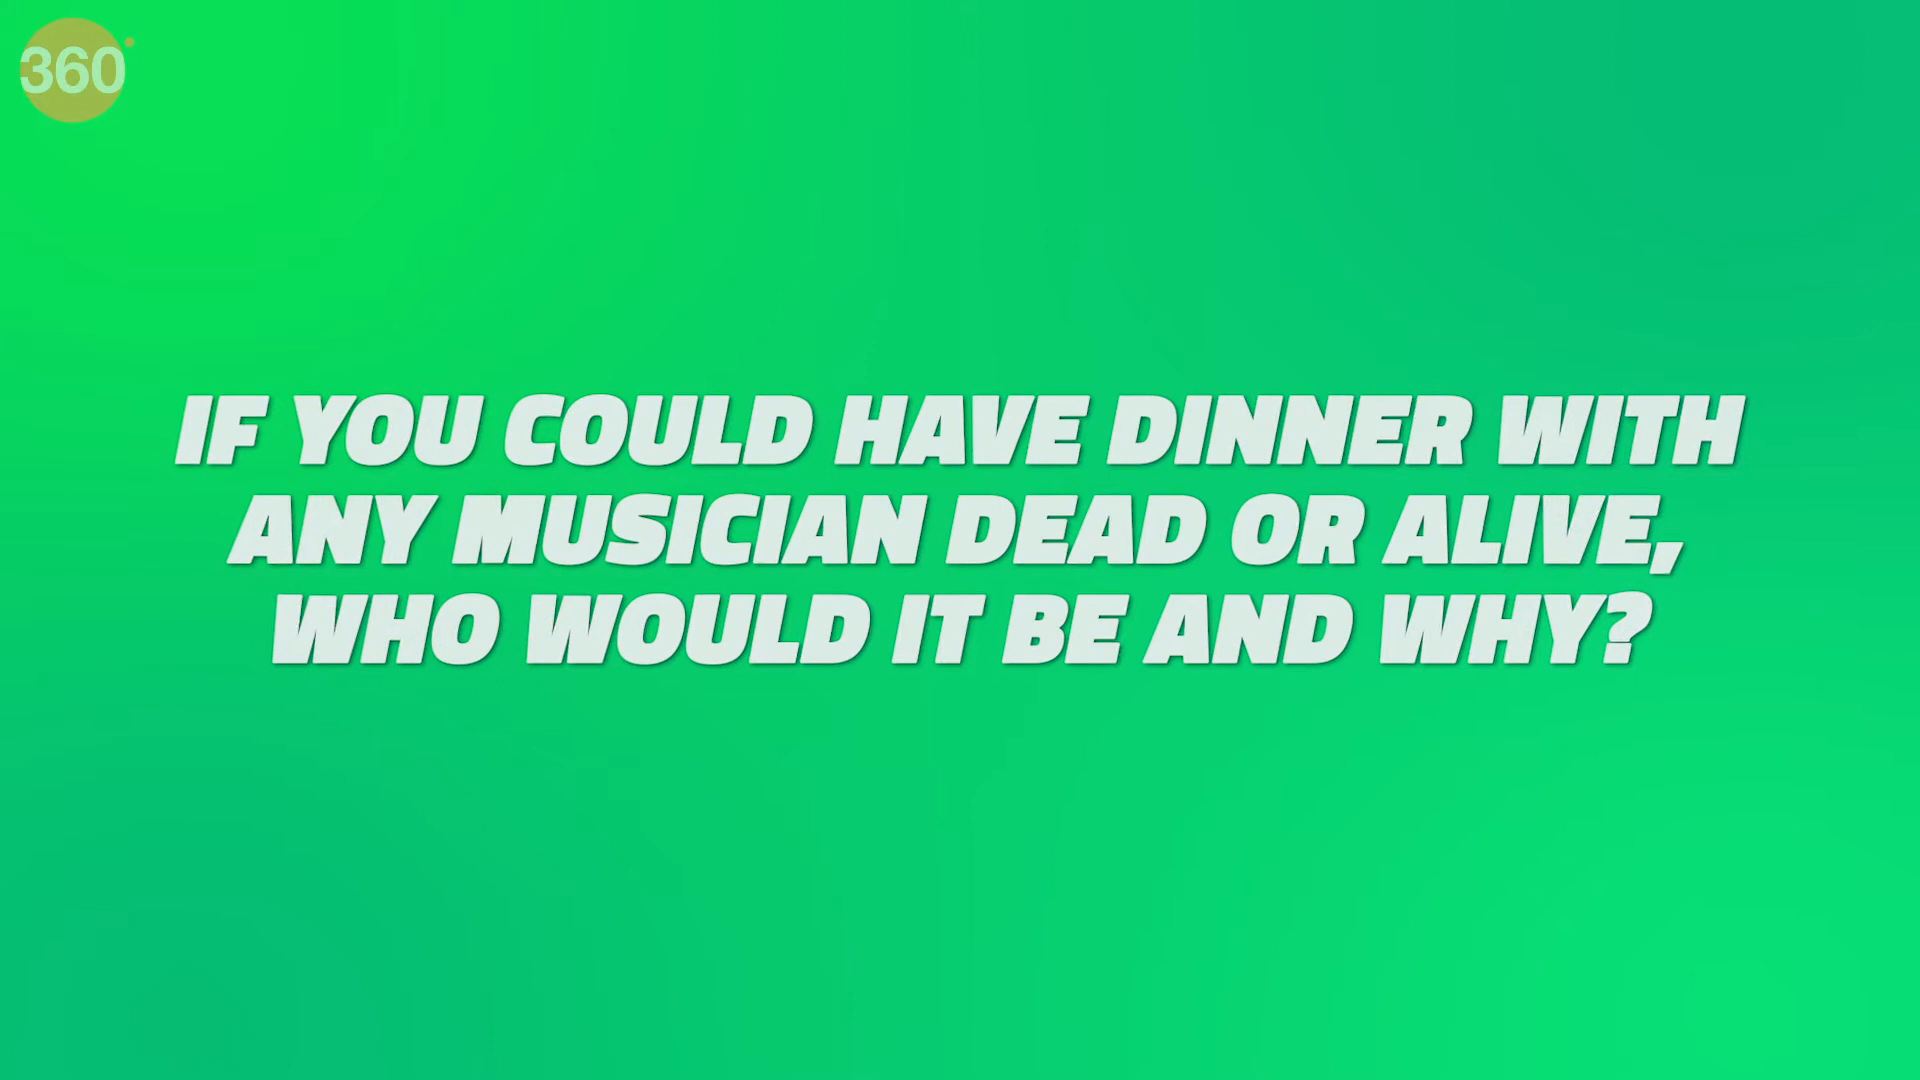 360°
IF YOU COULD HAVE DINNER WITH
ANY MUSICIAN DEAD OR ALIVE,
WHO WOULD IT BE AND WHY?